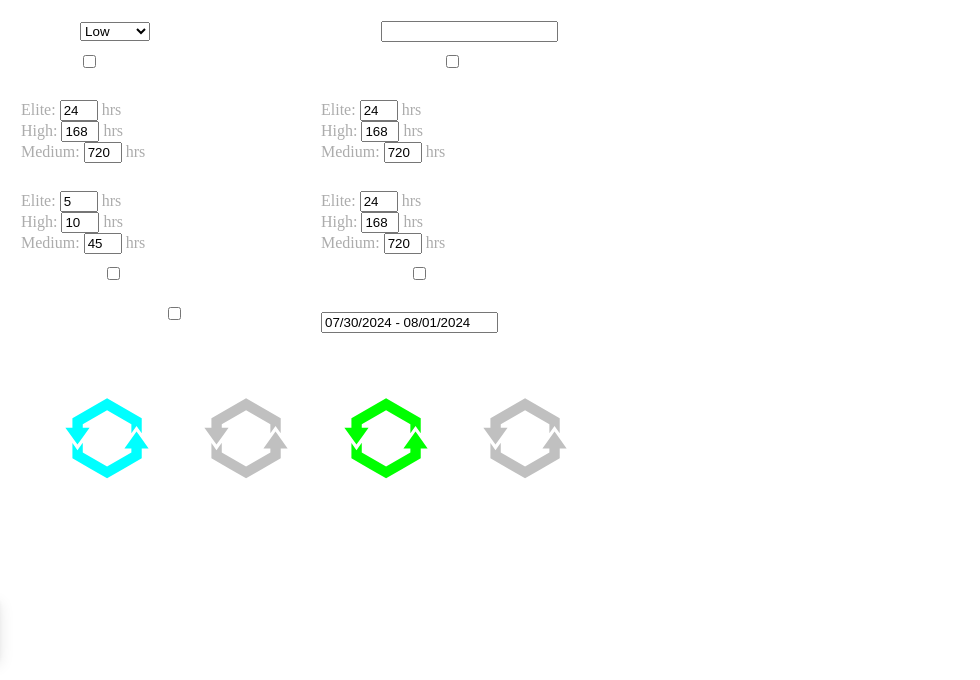 Low
Elite: 24 hrs
High: 168 hrs
Medium: 720 hrs
Elite: 24 hrs
High: 168 hrs
Medium: 720 hrs
Elite: 5 hrs
High: 10 hrs
Medium: 45 hrs
Elite: 24 hrs
High: 168 hrs
Medium: 720 hrs
07/30/2024 - 08/01/2024